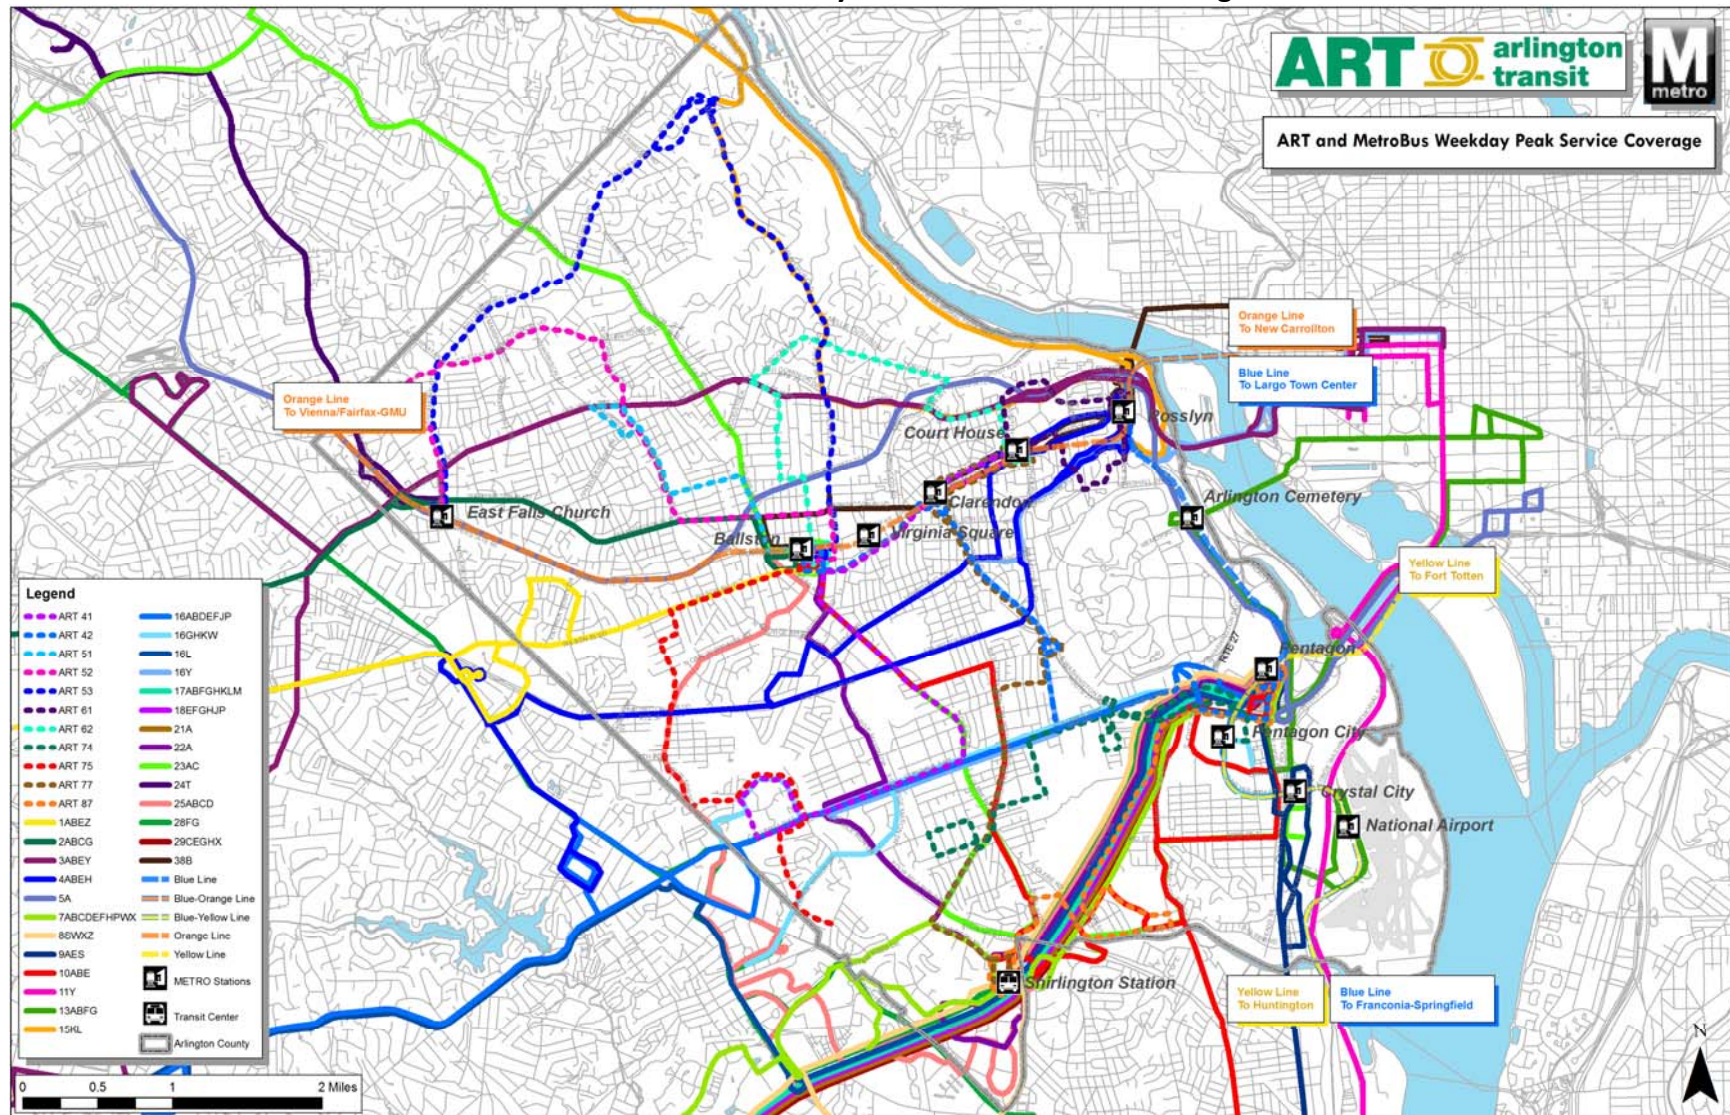 ART arlington
transit
M
metro
ART and MetroBus Weekday Peak Service Coverage
Orange Line
To New Carrollton
Blue Line
To Largo Town Center
Orange Line
To Vienna/Fairfax-GMU
Rosslyn
Court House
Clarendon
Arlington Cemetery
East Falls Church
Ballston
Virginia Square
Yellow Line
To Fort Totten
RTE 27
Pentagon
Pentagon City
Crystal City
National Airport
Shirlington Station
Yellow Line
To Huntington
Blue Line
To Franconia-Springfield
Legend
ART 41
ART 42
ART 51
ART 52
ART 53
ART 61
ART 62
ART 74
ART 75
ART 77
ART 87
1ABEZ
2ABCG
3ABEY
4ABEH
5A
7ABCDEFHPWX
8SWXZ
9AES
10ABE
11Y
13ABFG
15KL
16ABDEFJP
16GHKW
16L
16Y
17ABFGHKLM
18EFGHJP
21A
22A
23AC
24T
25ABCD
28FG
29CEGHX
38B
Blue Line
Blue-Orange Line
Blue-Yellow Line
Orange Line
Yellow Line
METRO Stations
Transit Center
Arlington County
0 0.5 1 2 Miles
N